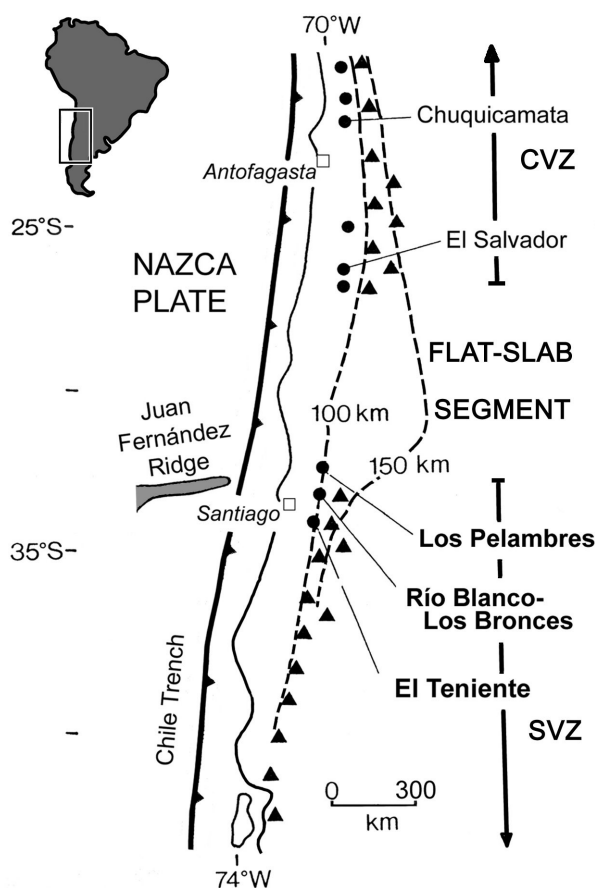 70°W
Chuquicamata
CVZ
Antofagasta
25°S
El Salvador
NAZCA
PLATE
FLAT-SLAB
SEGMENT
100 km
Juan
Fernández
Ridge
150 km
Santiago
Los Pelambres
35°S
Río Blanco-
Los Bronces
El Teniente
Chile Trench
SVZ
0 300
km
74°W